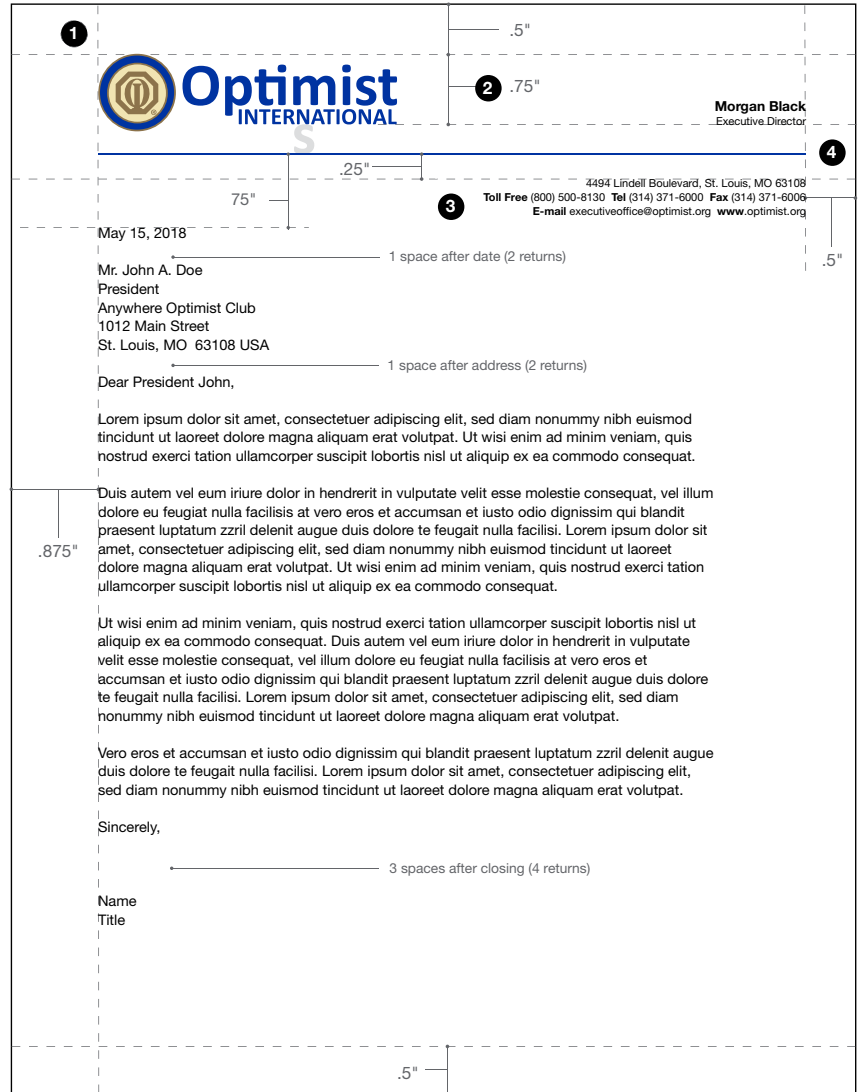 1
.5"
2
.75"
Optimist
INTERNATIONAL
S
Morgan Black
Executive Director
4
.25"
75"
3
4494 Lindell Boulevard, St. Louis, MO 63108
Toll Free (800) 500-8130 Tel (314) 371-6000 Fax (314) 371-6006
E-mail executiveoffice@optimist.org www.optimist.org
.5"
May 15, 2018
1 space after date (2 returns)
Mr. John A. Doe
President
Anywhere Optimist Club
1012 Main Street
St. Louis, MO  63108 USA
1 space after address (2 returns)
Dear President John,
Lorem ipsum dolor sit amet, consectetuer adipiscing elit, sed diam nonummy nibh euismod
tincidunt ut laoreet dolore magna aliquam erat volutpat. Ut wisi enim ad minim veniam, quis
nostrud exerci tation ullamcorper suscipit lobortis nisl ut aliquip ex ea commodo consequat.
.875"
Duis autem vel eum iriure dolor in hendrerit in vulputate velit esse molestie consequat, vel illum
dolore eu feugiat nulla facilisis at vero eros et accumsan et iusto odio dignissim qui blandit
praesent luptatum zzril delenit augue duis dolore te feugait nulla facilisi. Lorem ipsum dolor sit
amet, consectetuer adipiscing elit, sed diam nonummy nibh euismod tincidunt ut laoreet
dolore magna aliquam erat volutpat. Ut wisi enim ad minim veniam, quis nostrud exerci tation
ullamcorper suscipit lobortis nisl ut aliquip ex ea commodo consequat.
Ut wisi enim ad minim veniam, quis nostrud exerci tation ullamcorper suscipit lobortis nisl ut
aliquip ex ea commodo consequat. Duis autem vel eum iriure dolor in hendrerit in vulputate
velit esse molestie consequat, vel illum dolore eu feugiat nulla facilisis at vero eros et
accumsan et iusto odio dignissim qui blandit praesent luptatum zzril delenit augue duis dolore
te feugait nulla facilisi. Lorem ipsum dolor sit amet, consectetuer adipiscing elit, sed diam
nonummy nibh euismod tincidunt ut laoreet dolore magna aliquam erat volutpat.
Vero eros et accumsan et iusto odio dignissim qui blandit praesent luptatum zzril delenit augue
duis dolore te feugait nulla facilisi. Lorem ipsum dolor sit amet, consectetuer adipiscing elit,
sed diam nonummy nibh euismod tincidunt ut laoreet dolore magna aliquam erat volutpat.
Sincerely,
3 spaces after closing (4 returns)
Name
Title
.5"